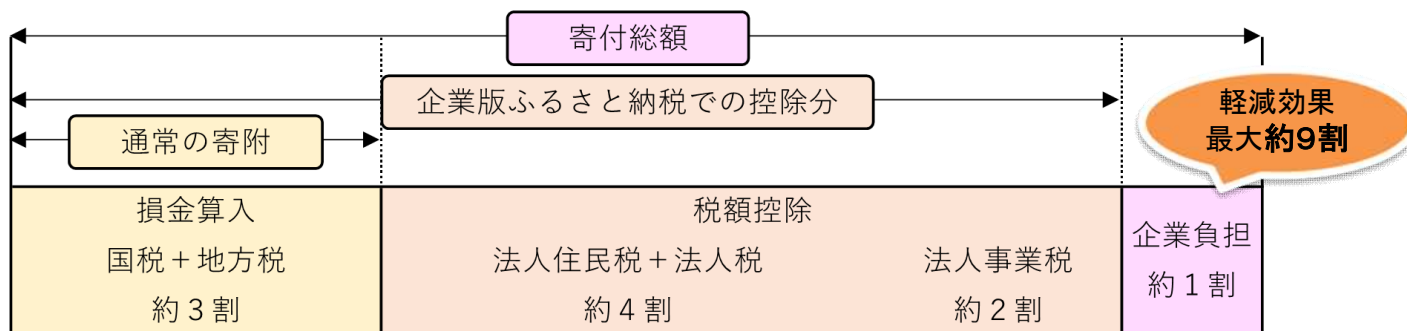 寄付総額
企業版ふるさと納税での控除分
通常の寄附
軽減効果
最大約9割
損金算入
国税+地方税
約3割
税額控除
法人住民税+法人税
約4割
法人事業税
約2割
企業負担
約1割